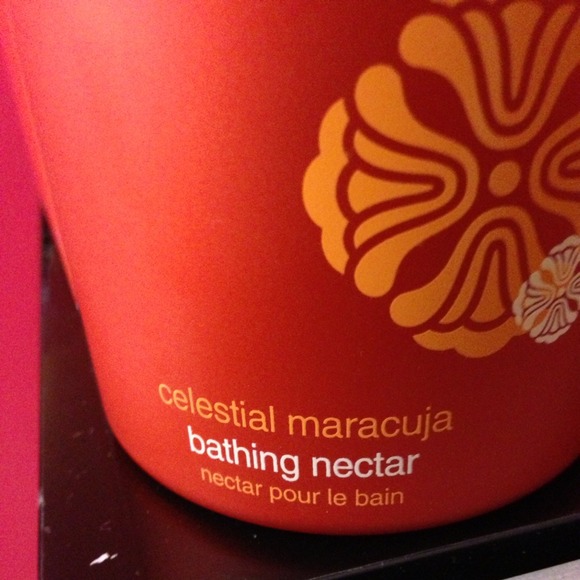 celestial maracuja
bathing nectar
nectar pour le bain